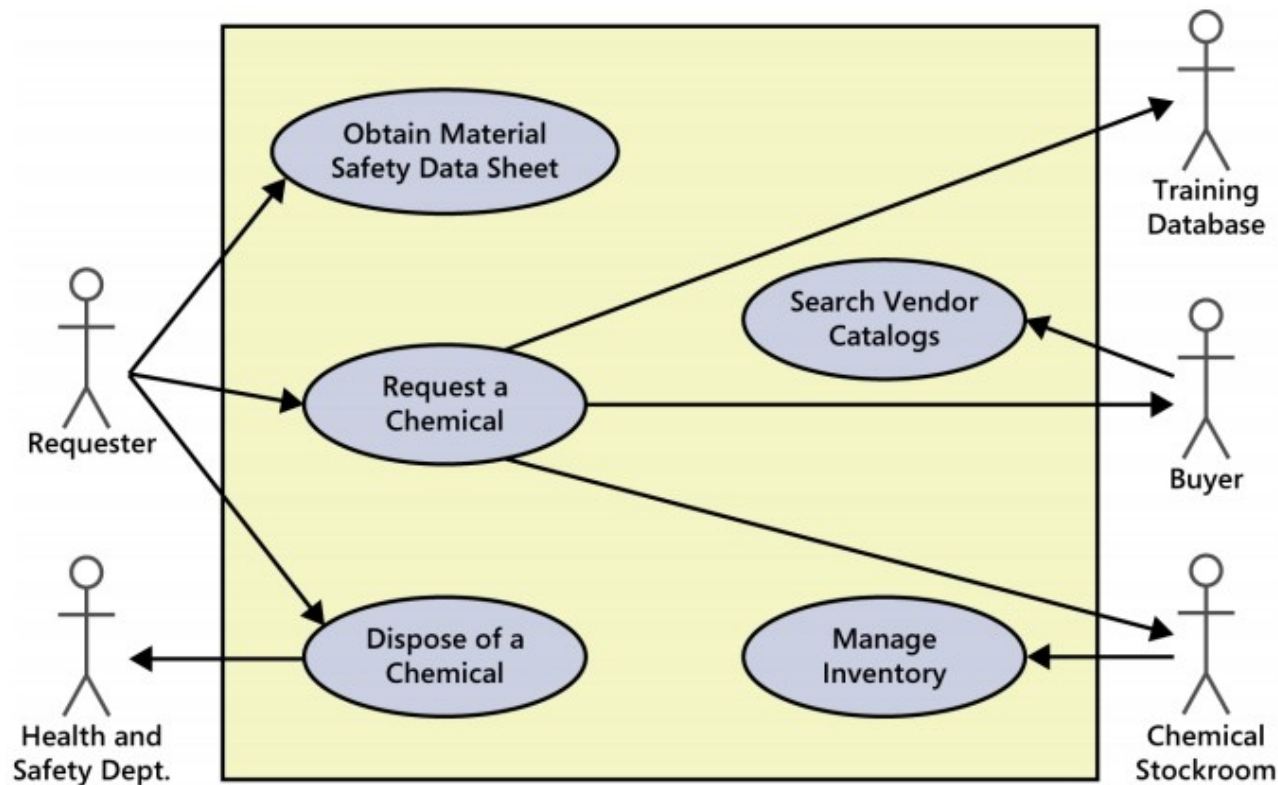 Obtain Material
Safety Data Sheet
Training
Database
Search Vendor
Catalogs
Requester
Request a
Chemical
Buyer
Dispose of a
Chemical
Manage
Inventory
Health and
Safety Dept.
Chemical
Stockroom